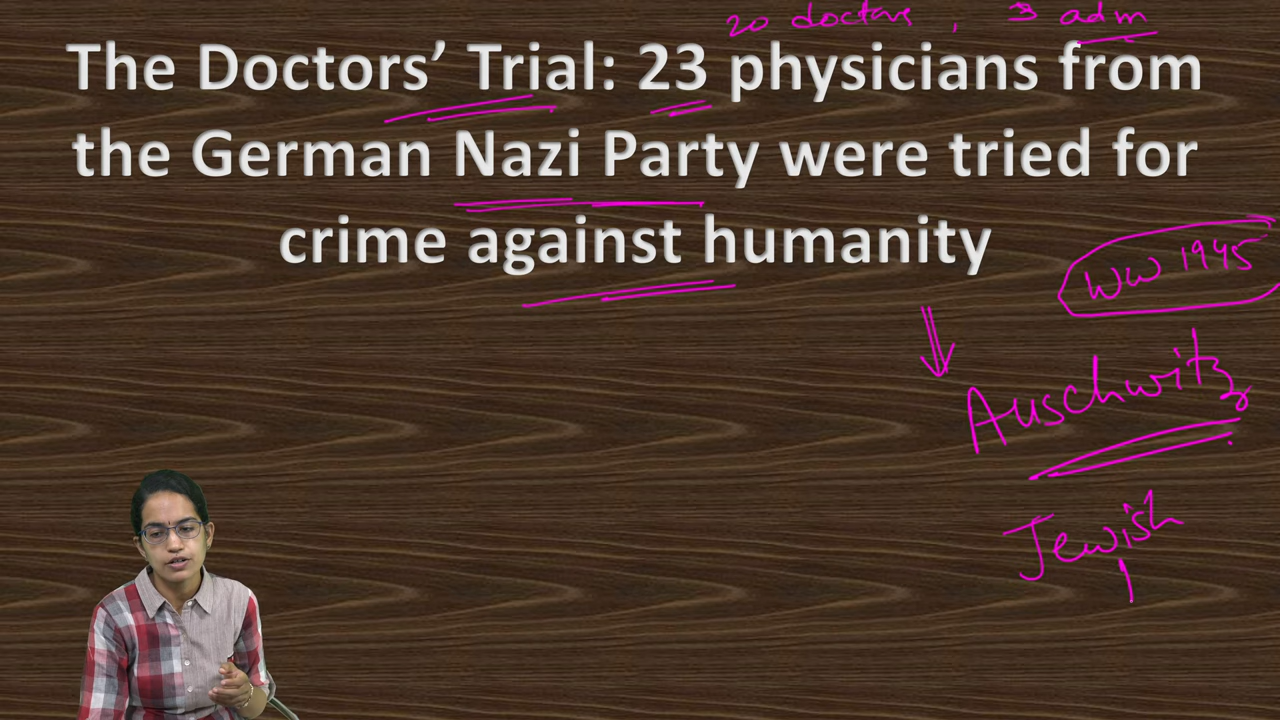 20 doctors, 3 adm
The Doctors' Trial: 23 physicians from
the German Nazi Party were tried for
crime against humanity
WW 1945
Auschwitz
Jewish